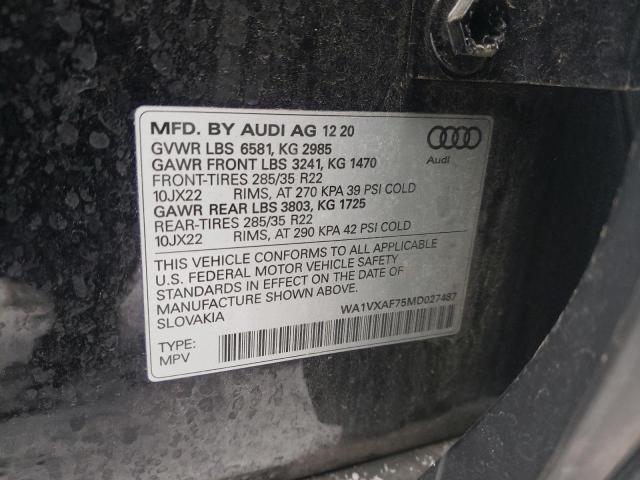 MFD. BY AUDI AG 12 20
GVWR LBS 6581, KG 2985
GAWR FRONT LBS 3241, KG 1470
FRONT-TIRES 285/35 R22
10JX22 RIMS, AT 270 KPA 39 PSI COLD
GAWR REAR LBS 3803, KG 1725
REAR-TIRES 285/35 R22
10JX22 RIMS, AT 290 KPA 42 PSI COLD
Audi
THIS VEHICLE CONFORMS TO ALL APPLICABLE
U.S. FEDERAL MOTOR VEHICLE SAFETY
STANDARDS IN EFFECT ON THE DATE OF
MANUFACTURE SHOWN ABOVE.
SLOVAKIA
WA1VXAF75MD027487
TYPE:
MPV